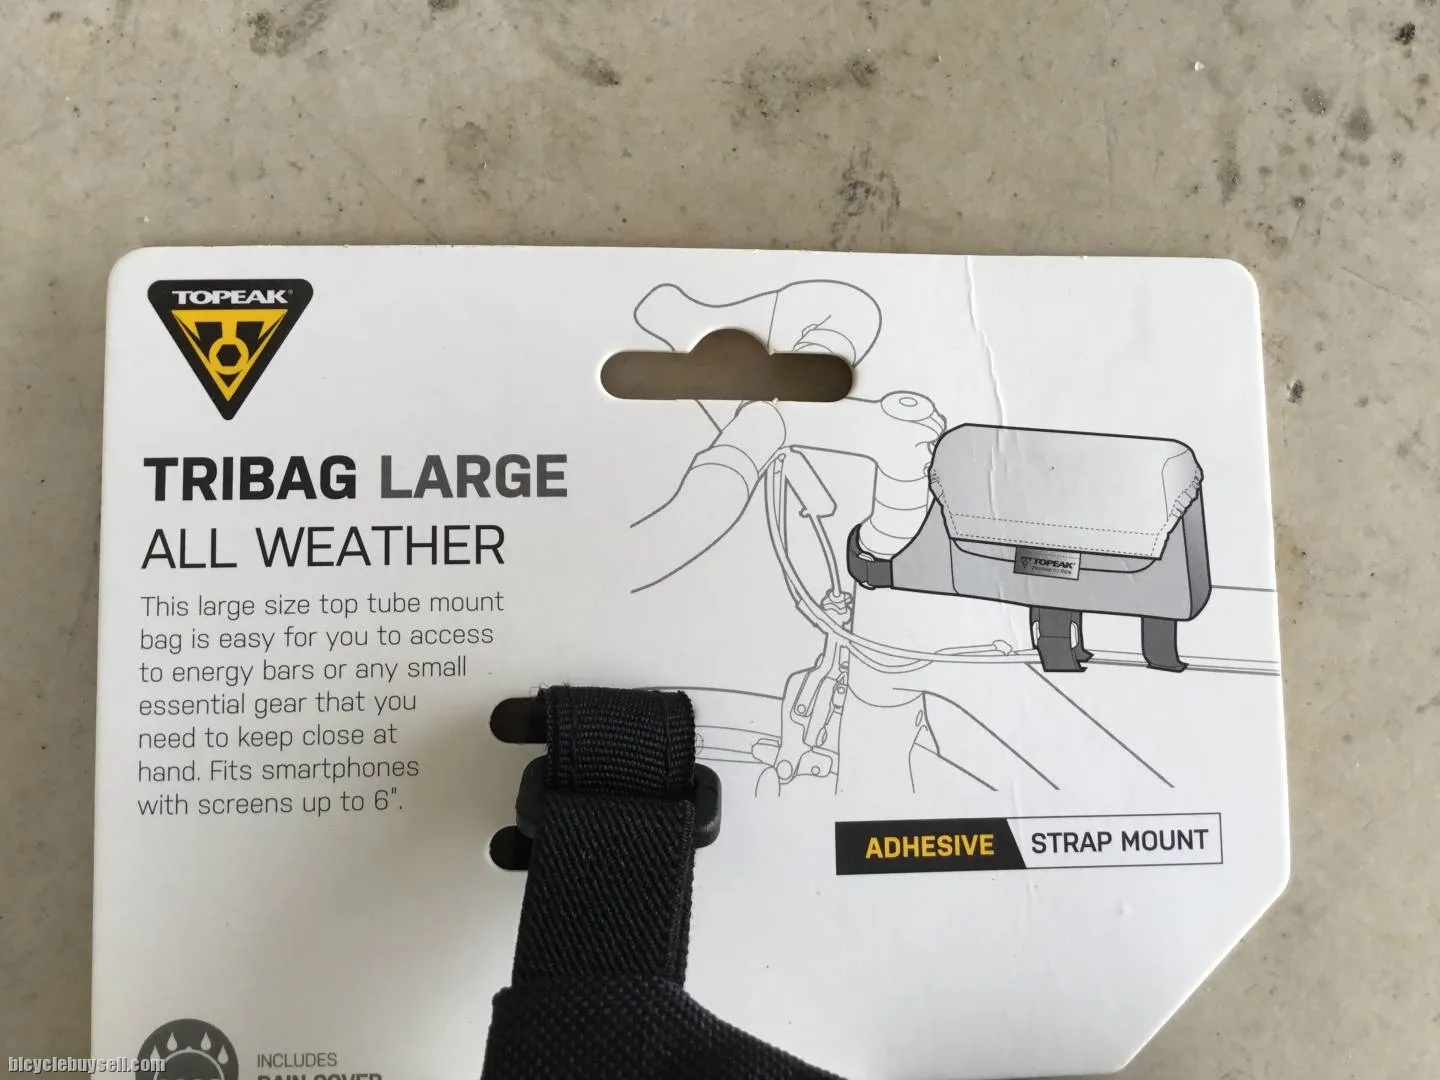 TOPEAK
TRIBAG LARGE
ALL WEATHER
This large size top tube mount
bag is easy for you to access
to energy bars or any small
essential gear that you
need to keep close at
hand. Fits smartphones
with screens up to 6".
TOPEAK
ADHESIVE STRAP MOUNT
INCLUDES
RAIN COVER
bicyclebuysell.com